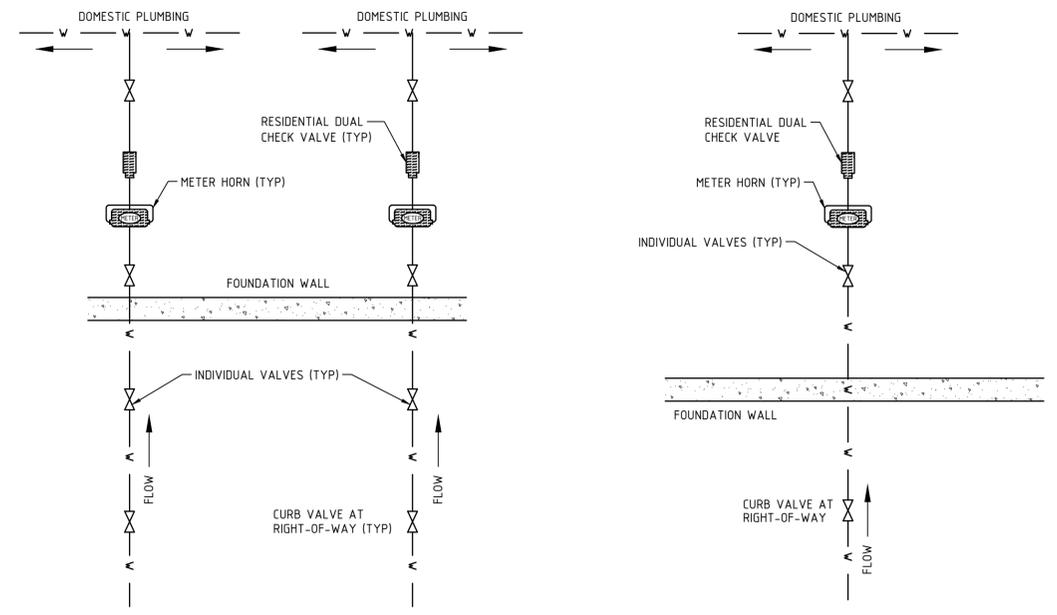 DOMESTIC PLUMBING
DOMESTIC PLUMBING
DOMESTIC PLUMBING
W W W
W W W
W W W
RESIDENTIAL DUAL
CHECK VALVE (TYP)
RESIDENTIAL DUAL
CHECK VALVE
METER HORN (TYP)
METER HORN (TYP)
METER
METER
METER
INDIVIDUAL VALVES (TYP)
FOUNDATION WALL
W
W
W
INDIVIDUAL VALVES (TYP)
W
FOUNDATION WALL
W
W
W
FLOW
FLOW
CURB VALVE AT
RIGHT-OF-WAY (TYP)
CURB VALVE AT
RIGHT-OF-WAY
W
W
W
FLOW